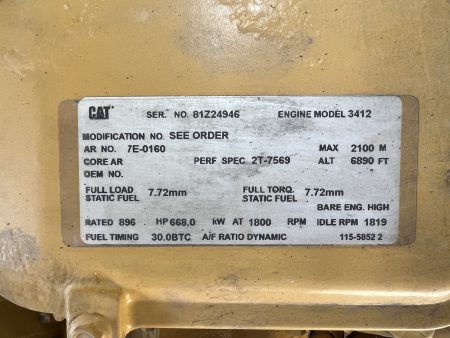 CAT SER. NO. 81Z24946 ENGINE MODEL 3412
MODIFICATION NO. SEE ORDER
AR NO. 7E-0160 MAX 2100 M
CORE AR PERF SPEC 2T-7569 ALT 6890 FT
OEM NO.
FULL LOAD STATIC FUEL 7.72mm FULL TORQ. STATIC FUEL 7.72mm
BARE ENG. HIGH
RATED 896 HP 668.0 kW AT 1800 RPM IDLE RPM 1819
FUEL TIMING 30.0BTC A/F RATIO DYNAMIC 115-5852 2